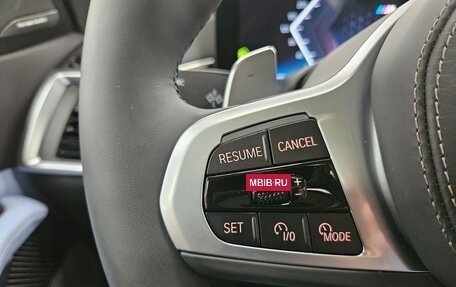 RESUME
CANCEL
MBIB.RU
+
SET
I/O
MODE